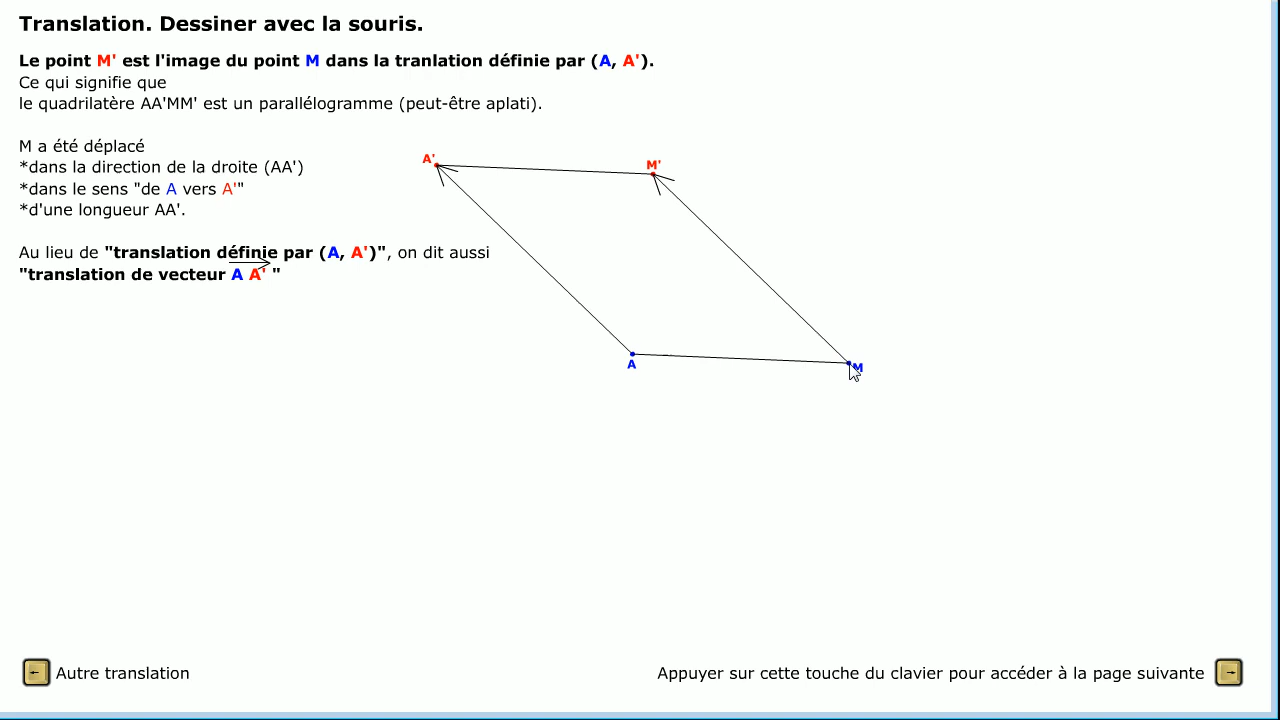 Translation. Dessiner avec la souris.
Le point M' est l'image du point M dans la tranlation définie par (A, A').
Ce qui signifie que
le quadrilatère AA'MM' est un parallélogramme (peut-être aplati).
M a été déplacé
*dans la direction de la droite (AA')
*dans le sens "de A vers A'"
*d'une longueur AA'.
Au lieu de "translation définie par (A, A')", on dit aussi
"translation de vecteur A A' "
A'
M'
A
M
Autre translation
Appuyer sur cette touche du clavier pour accéder à la page suivante